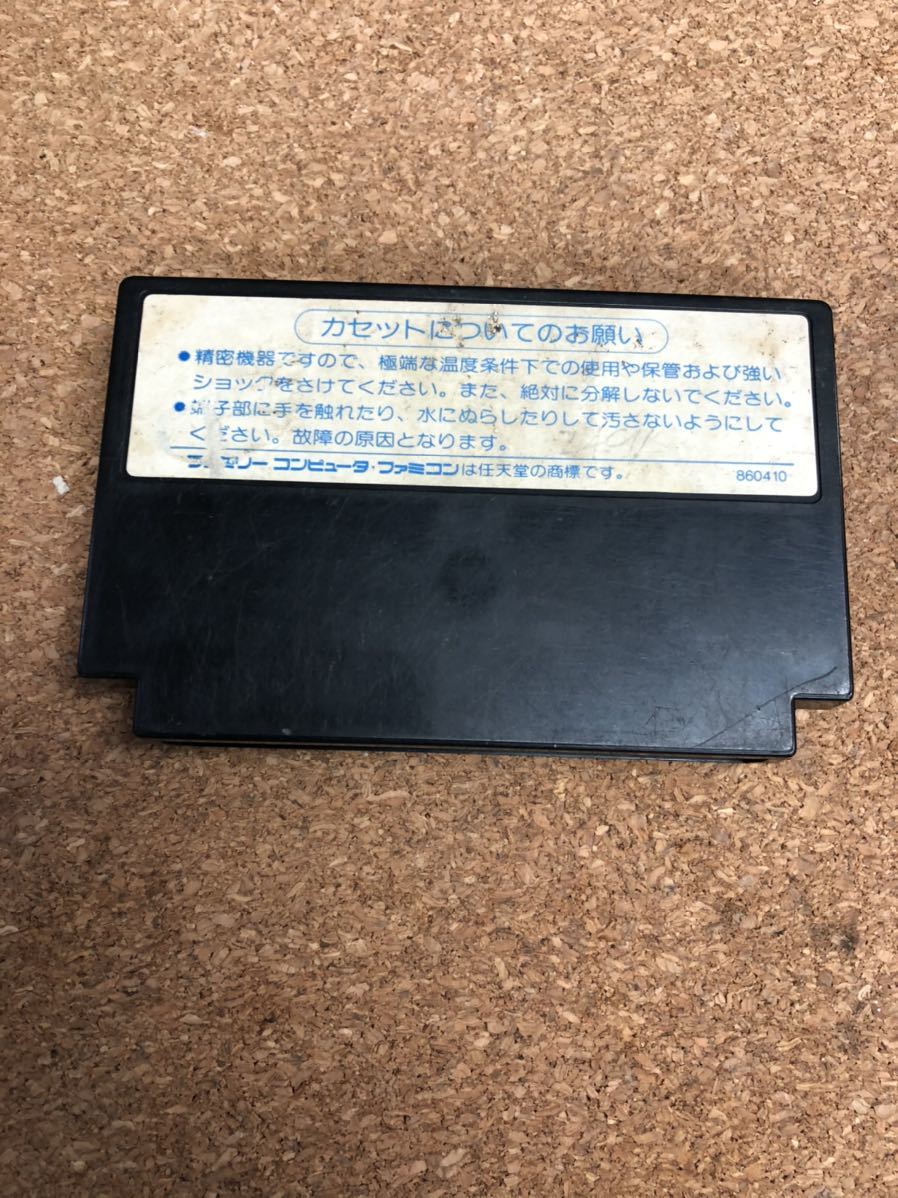 カセットについてのお願い
●精密機器ですので、極端な温度条件下での使用や保管および強い
ショックをさけてください。また、絶対に分解しないでください。
●端子部に手を触れたり、水にぬらしたりして汚さないようにして
ください。故障の原因となります。
ファミリー コンピュータ・ファミコンは任天堂の商標です。 860410